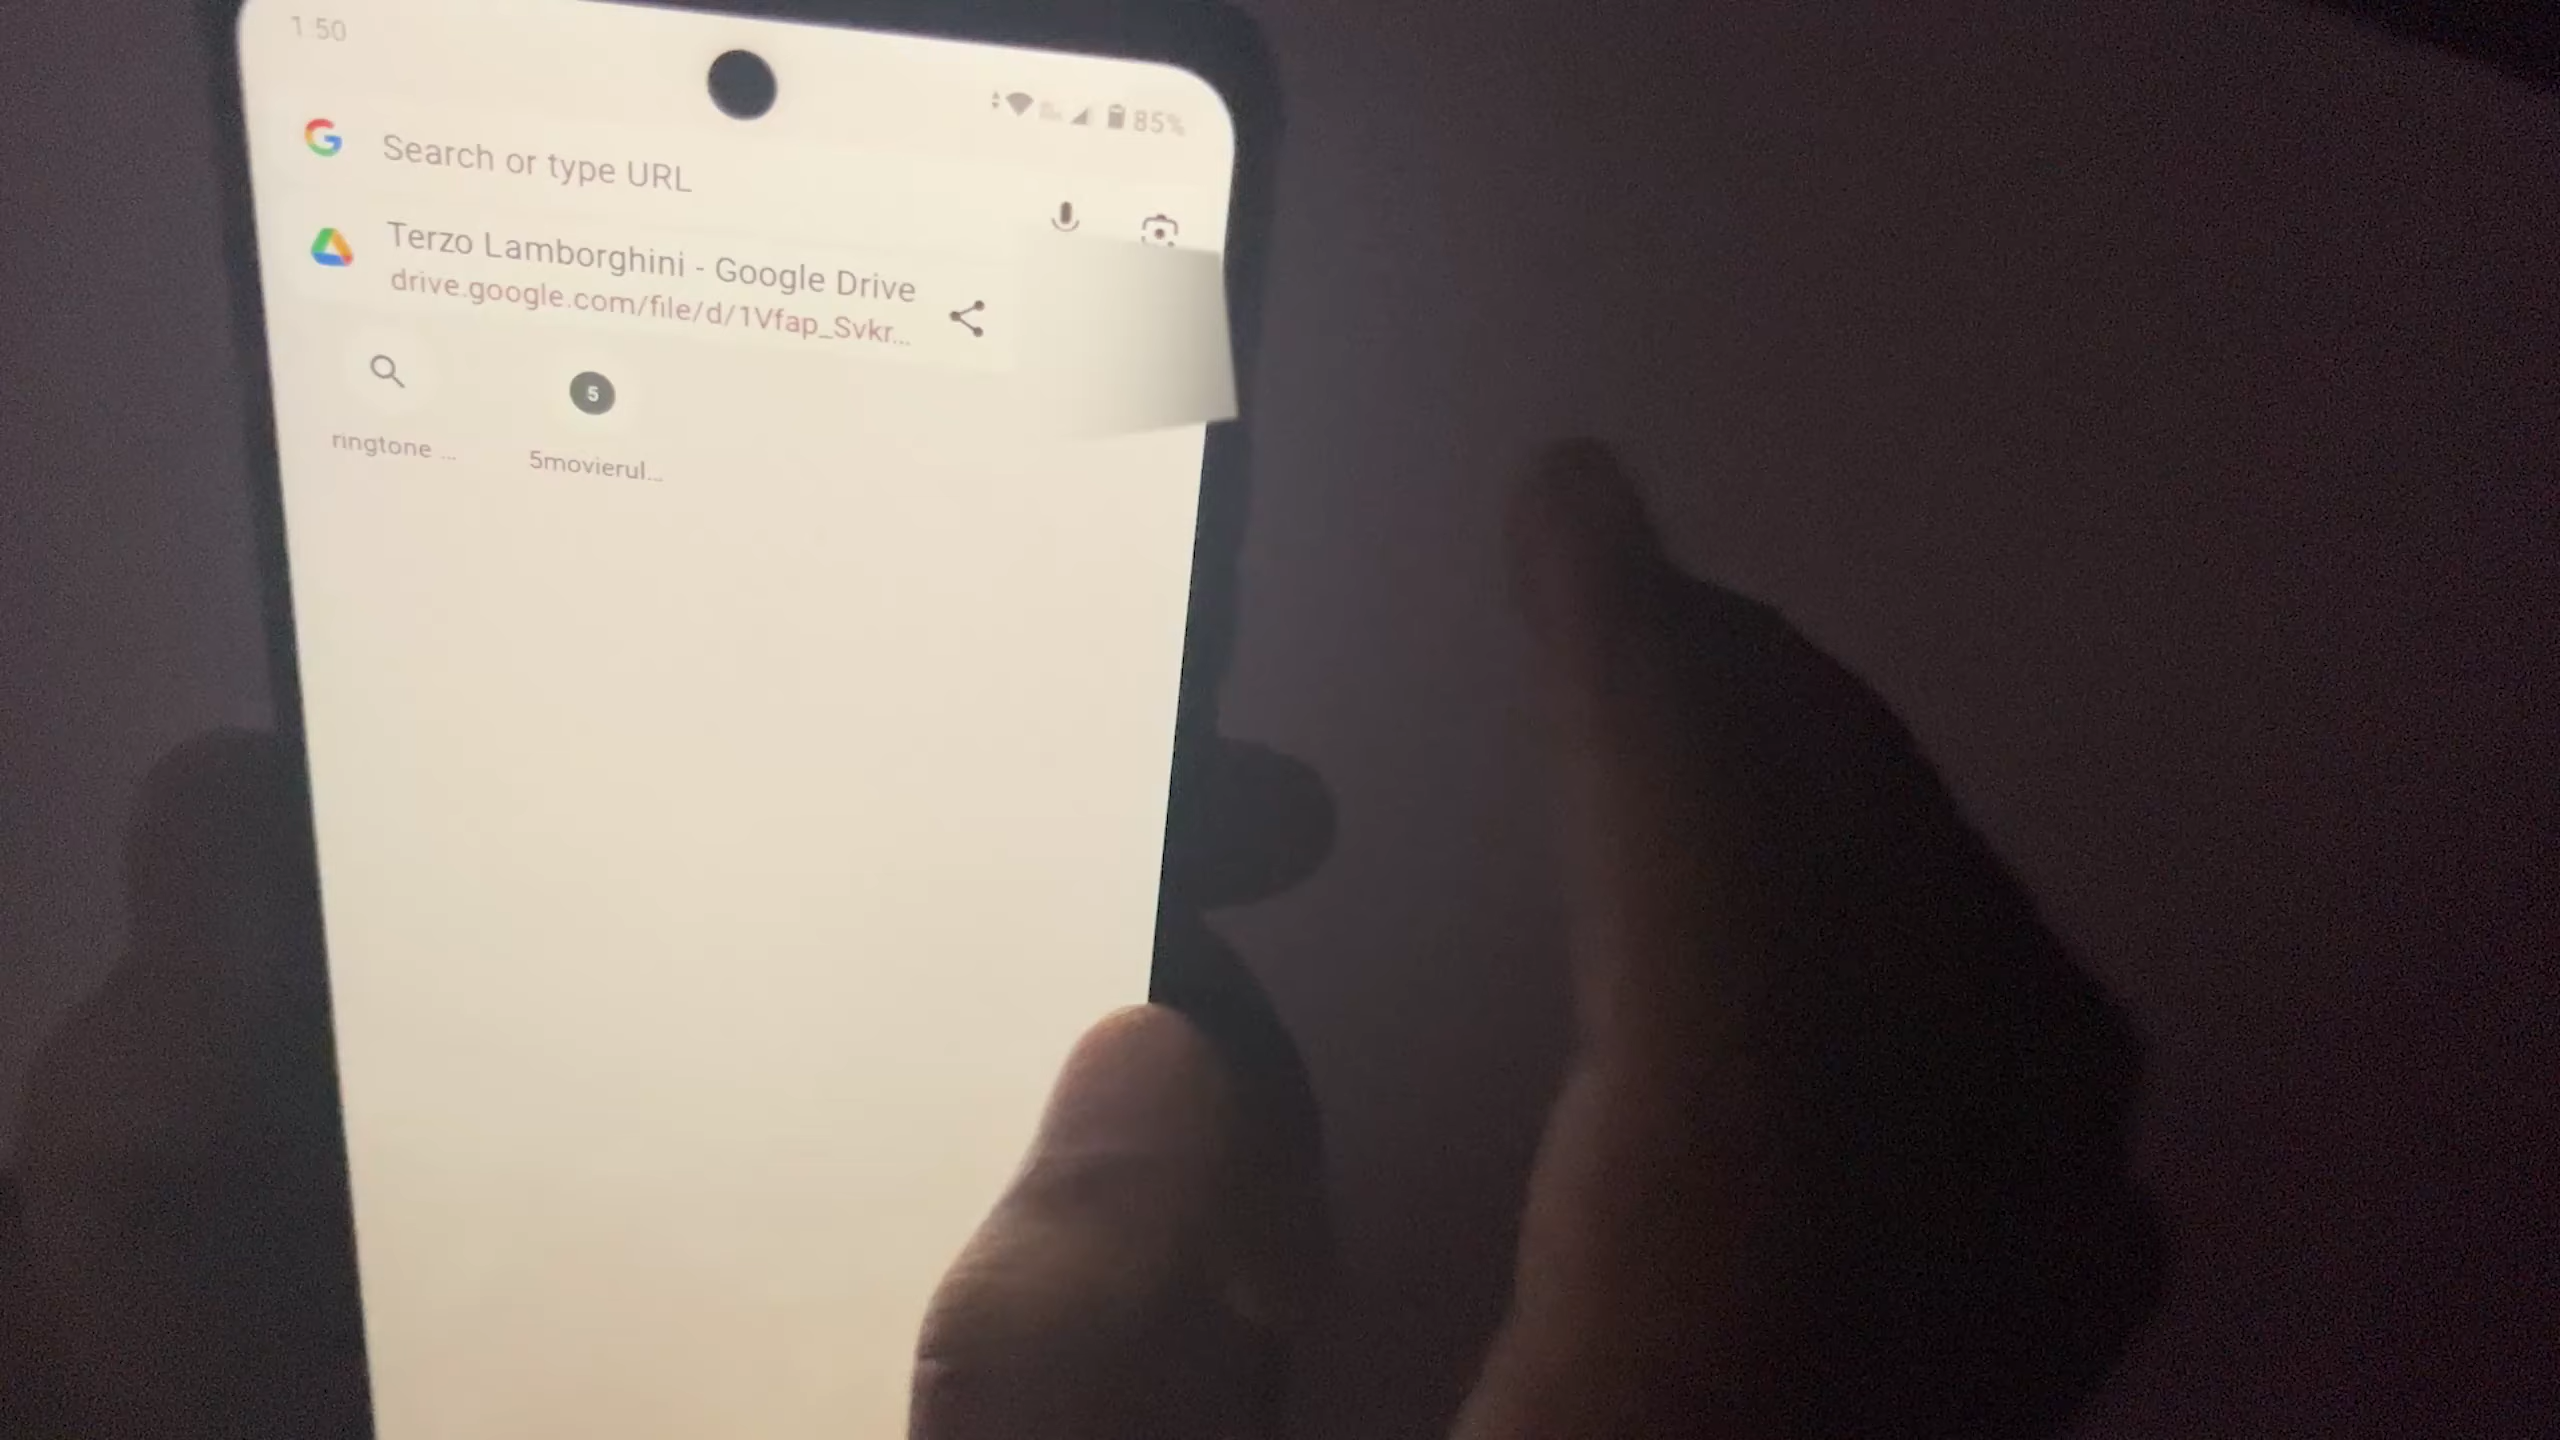 1:50
85%
Search or type URL
Terzo Lamborghini - Google Drive
drive.google.com/file/d/1Vfap_Svkr...
5
ringtone ...
5movierul...